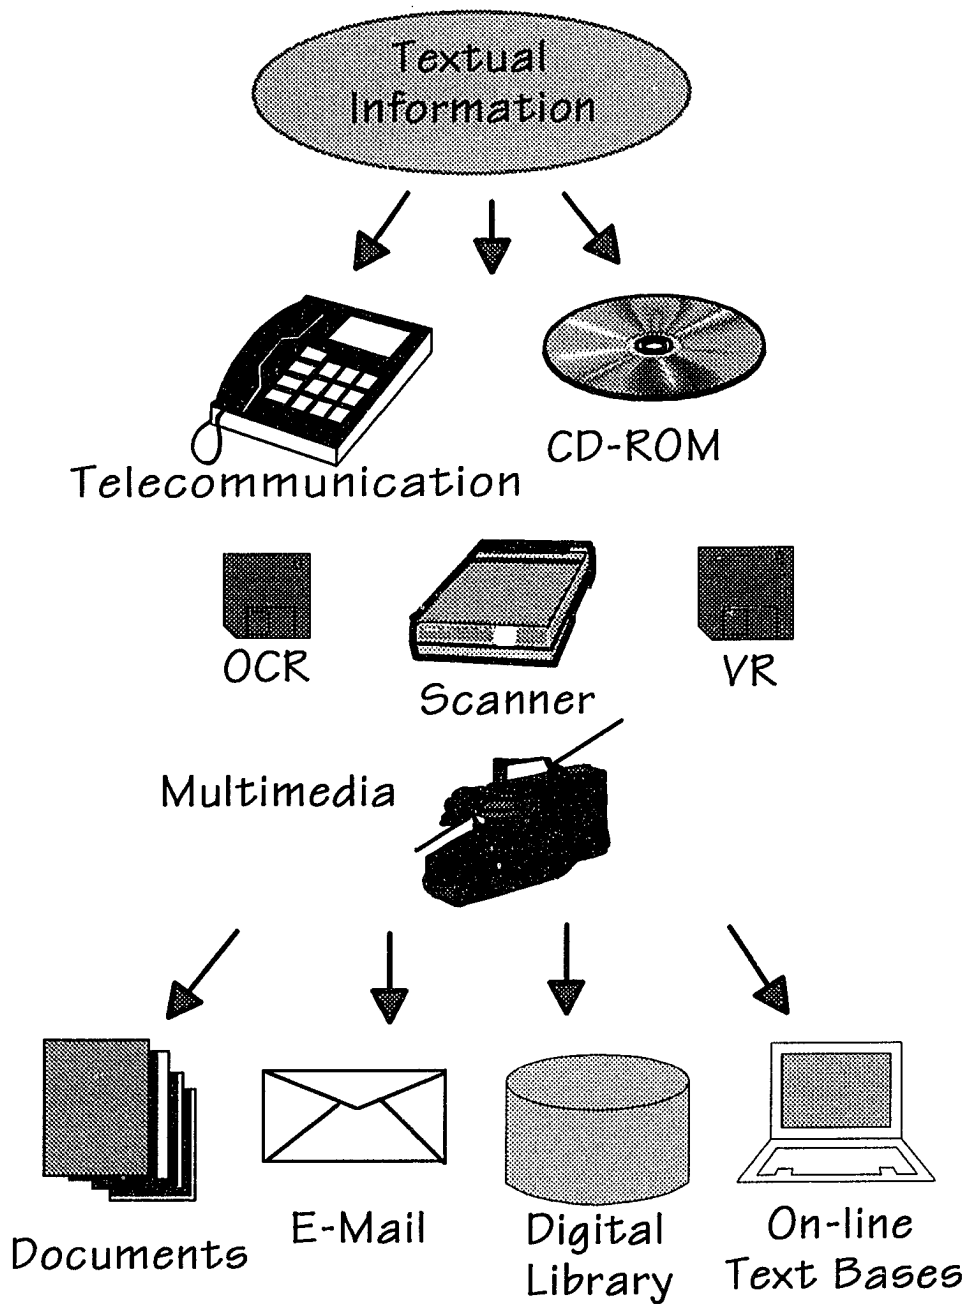 Textual
Information
Telecommunication
CD-ROM
OCR
Scanner
VR
Multimedia
Documents
E-Mail
Digital
Library
On-line
Text Bases